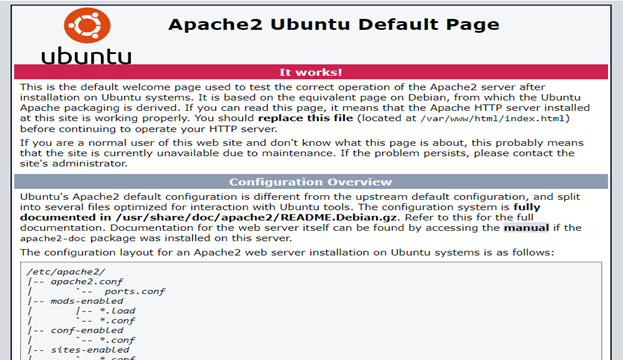 Apache2 Ubuntu Default Page
ubuntu
It works!
This is the default welcome page used to test the correct operation of the Apache2 server after
installation on Ubuntu systems. It is based on the equivalent page on Debian, from which the Ubuntu
Apache packaging is derived. If you can read this page, it means that the Apache HTTP server installed
at this site is working properly. You should replace this file (located at /var/www/html/index.html)
before continuing to operate your HTTP server.
If you are a normal user of this web site and don't know what this page is about, this probably means
that the site is currently unavailable due to maintenance. If the problem persists, please contact the
site's administrator.
Configuration Overview
Ubuntu's Apache2 default configuration is different from the upstream default configuration, and split
into several files optimized for interaction with Ubuntu tools. The configuration system is fully
documented in /usr/share/doc/apache2/README.Debian.gz. Refer to this for the full
documentation. Documentation for the web server itself can be found by accessing the manual if the
apache2-doc package was installed on this server.
The configuration layout for an Apache2 web server installation on Ubuntu systems is as follows:
/etc/apache2/
|-- apache2.conf
|       `--  ports.conf
|-- mods-enabled
|       |-- *.load
|       `-- *.conf
|-- conf-enabled
|       `-- *.conf
|-- sites-enabled
|       `-- *.conf